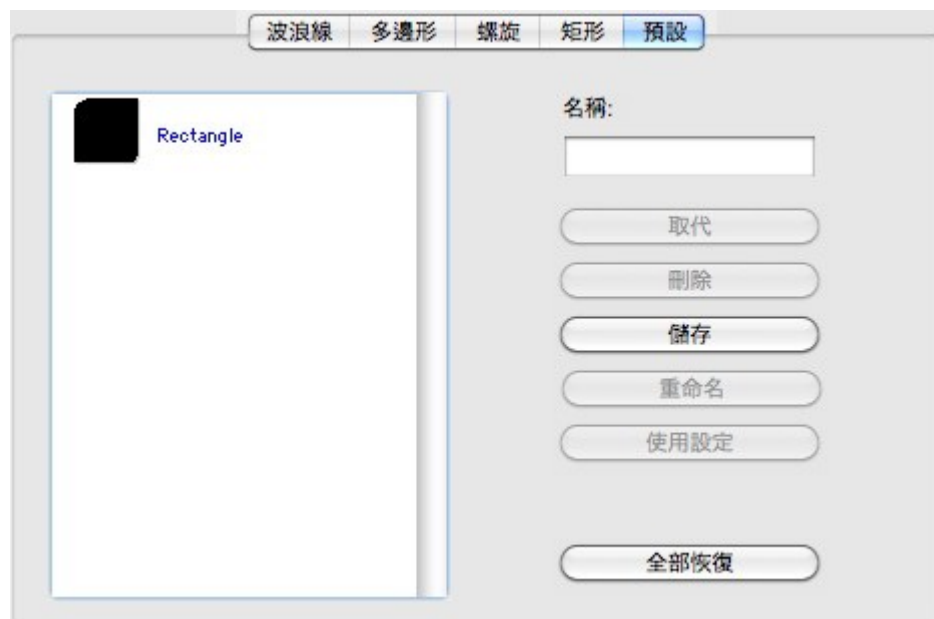 波浪線 多邊形 螺旋 矩形 預設
Rectangle
名稱:
取代
刪除
儲存
重命名
使用設定
全部恢復